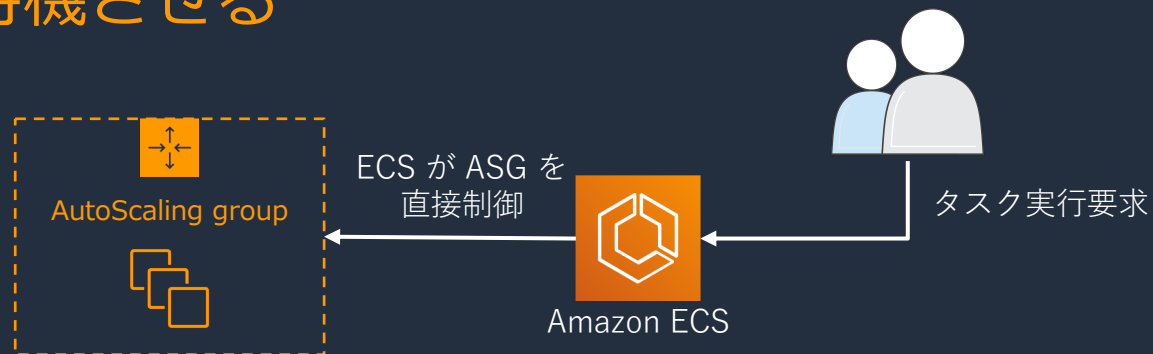 待機させる
ECS が ASG を
直接制御
AutoScaling group
タスク実行要求
Amazon ECS